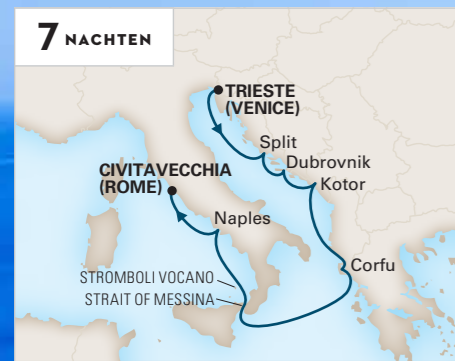 7 NACHTEN
TRIESTE
(VENICE)
Split
Dubrovnik
Kotor
CIVITAVECCHIA
(ROME)
Naples
Corfu
STROMBOLI VOCANO
STRAIT OF MESSINA